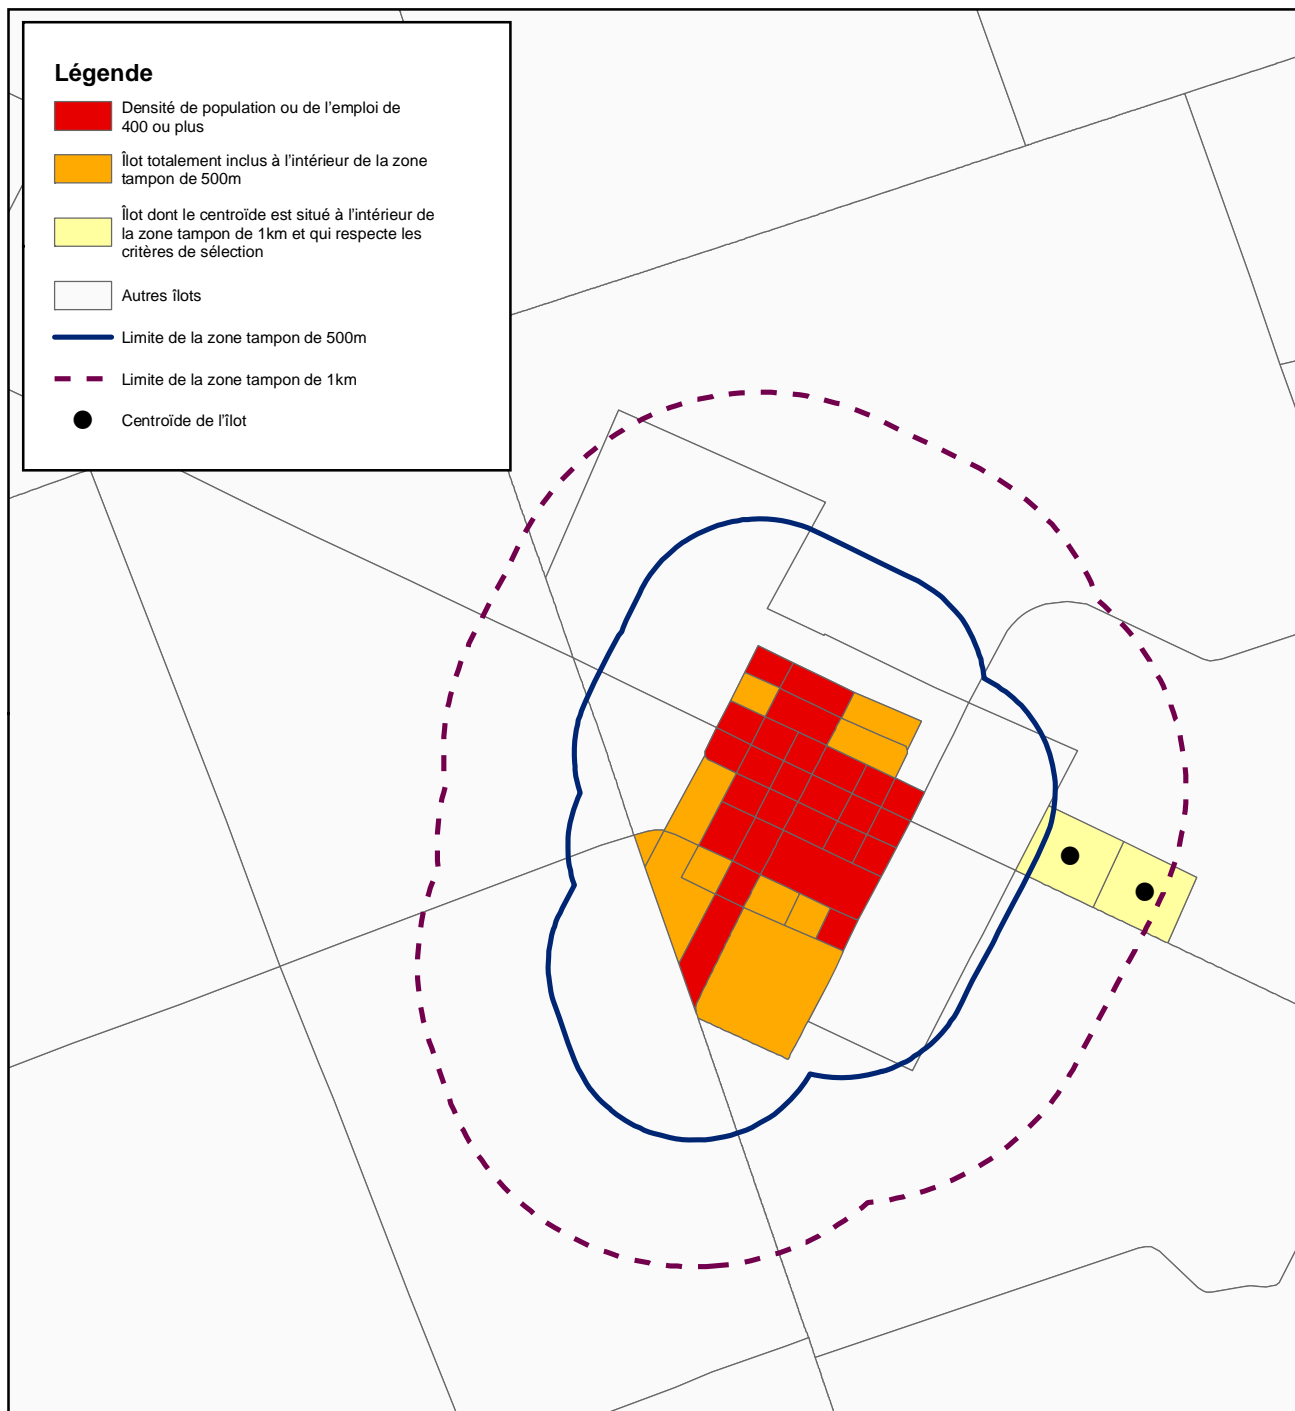 Légende
Densité de population ou de l'emploi de
400 ou plus
Îlot totalement inclus à l'intérieur de la zone
tampon de 500m
Îlot dont le centroïde est situé à l'intérieur de
la zone tampon de 1km et qui respecte les
critères de sélection
Autres îlots
Limite de la zone tampon de 500m
Limite de la zone tampon de 1km
Centroïde de l'îlot